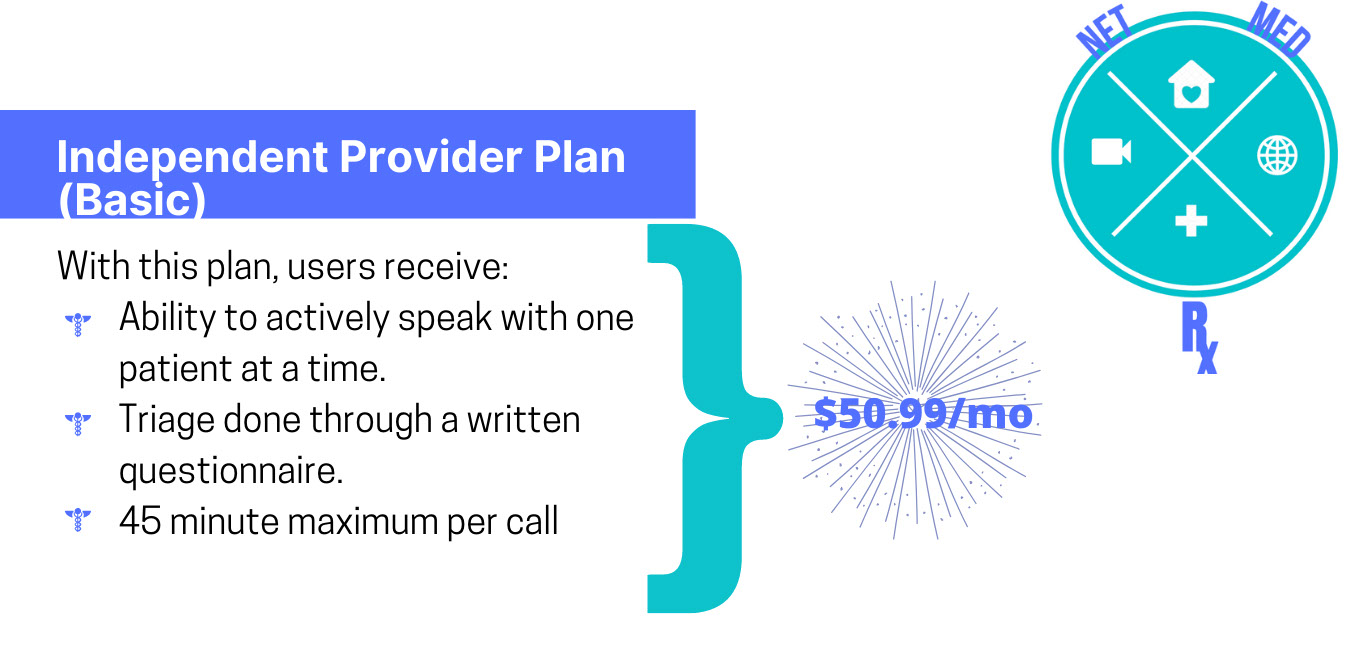 NET MED
Independent Provider Plan
(Basic)
With this plan, users receive:
Ability to actively speak with one
patient at a time.
Triage done through a written
questionnaire.
45 minute maximum per call
$50.99/mo
Rx